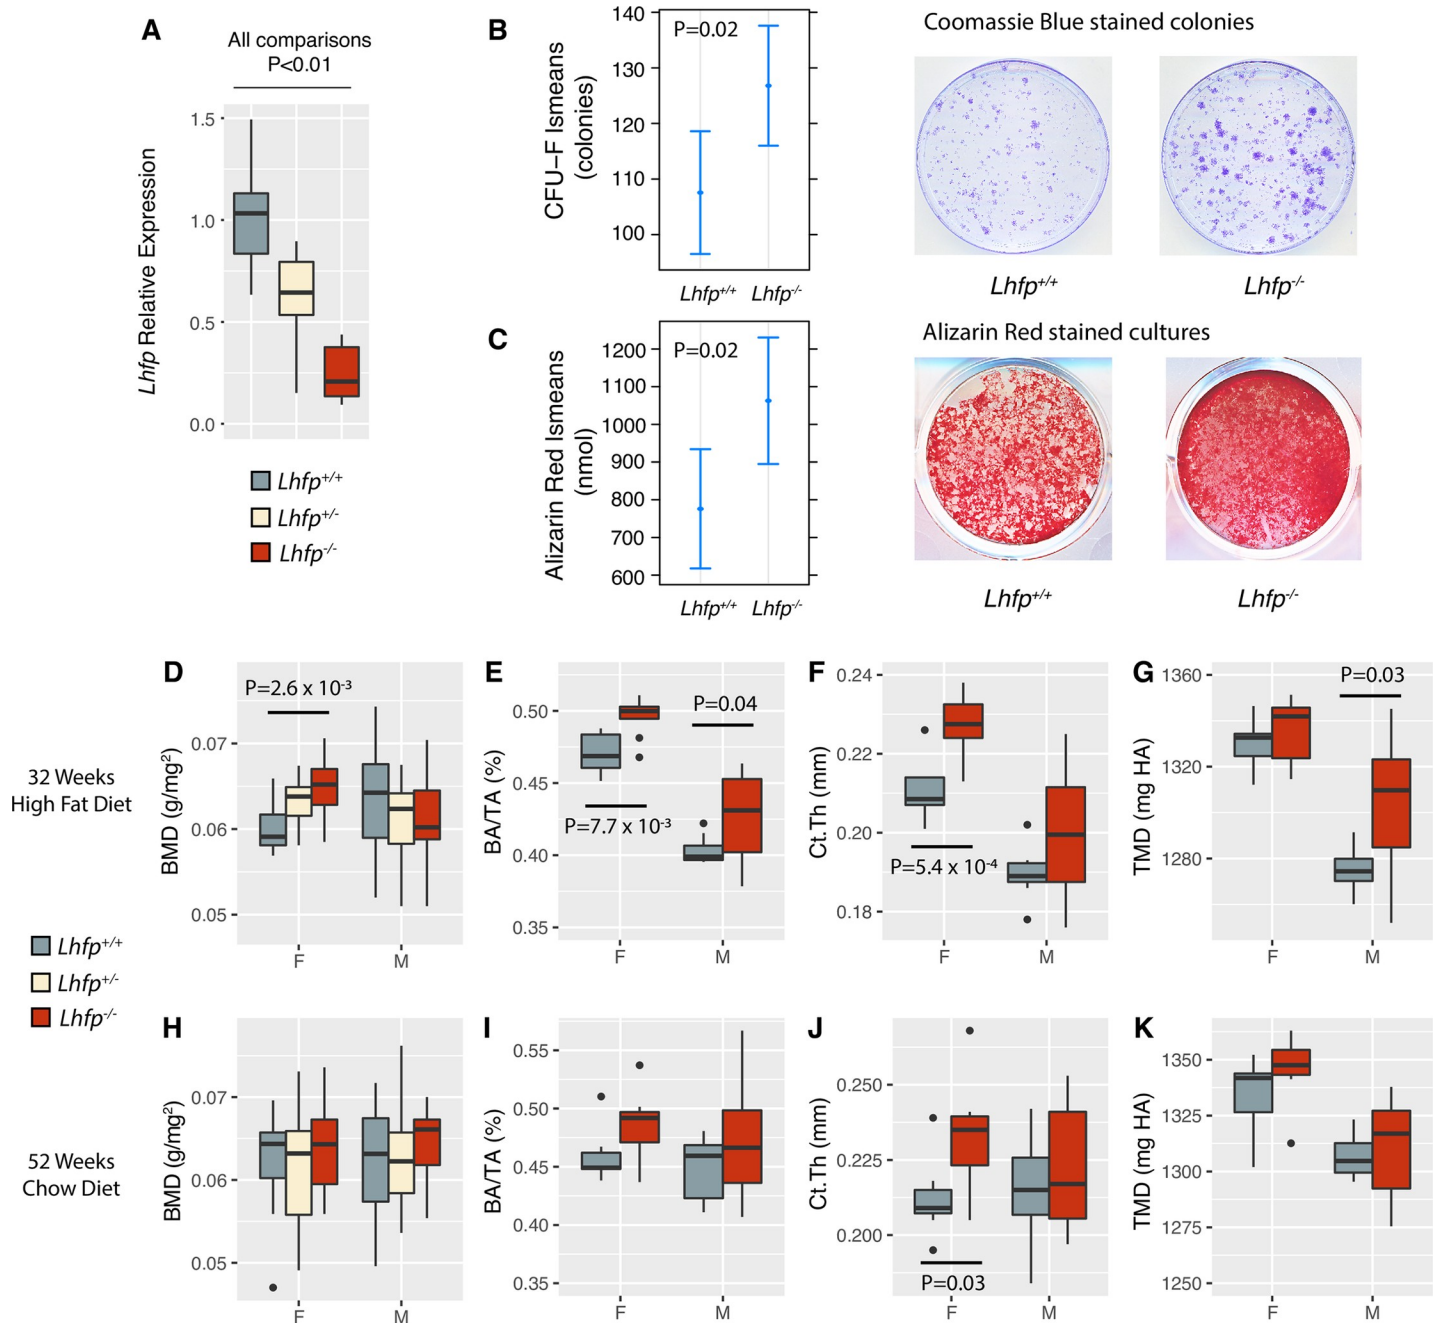 A
All comparisons
P<0.01
Lhfp Relative Expression
1.5
1.0
0.5
0.0
Lhfp+/+
Lhfp+/-
Lhfp-/-
B
CFU–F lsmeans
(colonies)
140
130
120
110
100
P=0.02
Lhfp+/+ Lhfp-/-
Coomassie Blue stained colonies
Lhfp+/+
Lhfp-/-
C
Alizarin Red lsmeans
(nmol)
1200
1100
1000
900
800
700
600
P=0.02
Lhfp+/+ Lhfp-/-
Alizarin Red stained cultures
Lhfp+/+
Lhfp-/-
32 Weeks
High Fat Diet
D
P=2.6 x 10-3
BMD (g/mg2)
0.07
0.06
0.05
F M
E
BA/TA (%)
0.50
0.45
0.40
0.35
P=0.04
P=7.7 x 10-3
F M
F
Ct.Th (mm)
0.24
0.22
0.20
0.18
P=5.4 x 10-4
F M
G
TMD (mg HA)
1360
1320
1280
P=0.03
F M
Lhfp+/+
Lhfp+/-
Lhfp-/-
52 Weeks
Chow Diet
H
BMD (g/mg2)
0.07
0.06
0.05
F M
I
BA/TA (%)
0.55
0.50
0.45
0.40
0.35
F M
J
Ct.Th (mm)
0.250
0.225
0.200
P=0.03
F M
K
TMD (mg HA)
1350
1325
1300
1275
1250
F M